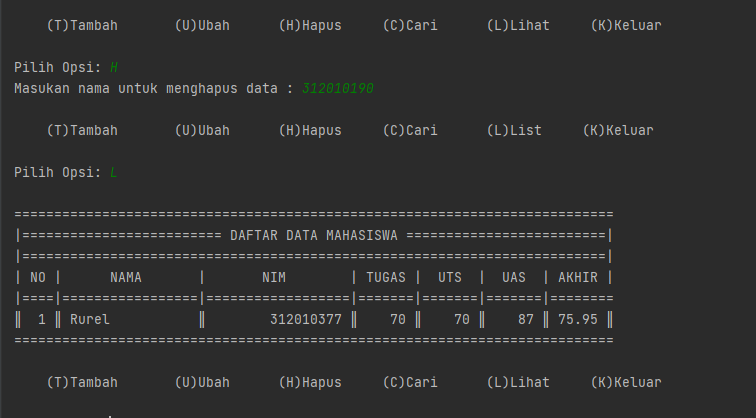 (T)Tambah (U)Ubah (H)Hapus (C)Cari (L)Lihat (K)Keluar
Pilih Opsi: H
Masukan nama untuk menghapus data : 312010190
(T)Tambah (U)Ubah (H)Hapus (C)Cari (L)List (K)Keluar
Pilih Opsi: L
===========================================================================
|========================= DAFTAR DATA MAHASISWA =========================|
|=========================================================================|
| NO | NAMA | NIM | TUGAS | UTS | UAS | AKHIR |
|====|=================|==================|=======|=======|=======|========
║ 1 ║ Rurel ║ 312010377 ║ 70 ║ 70 ║ 87 ║ 75.95 ║
===========================================================================
(T)Tambah (U)Ubah (H)Hapus (C)Cari (L)Lihat (K)Keluar